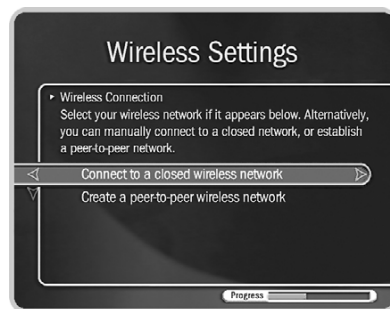 Wireless Settings
Wireless Connection
Select your wireless network if it appears below. Alternatively,
you can manually connect to a closed network, or establish
a peer-to-peer network.
Connect to a closed wireless network
Create a peer-to-peer wireless network
Progress